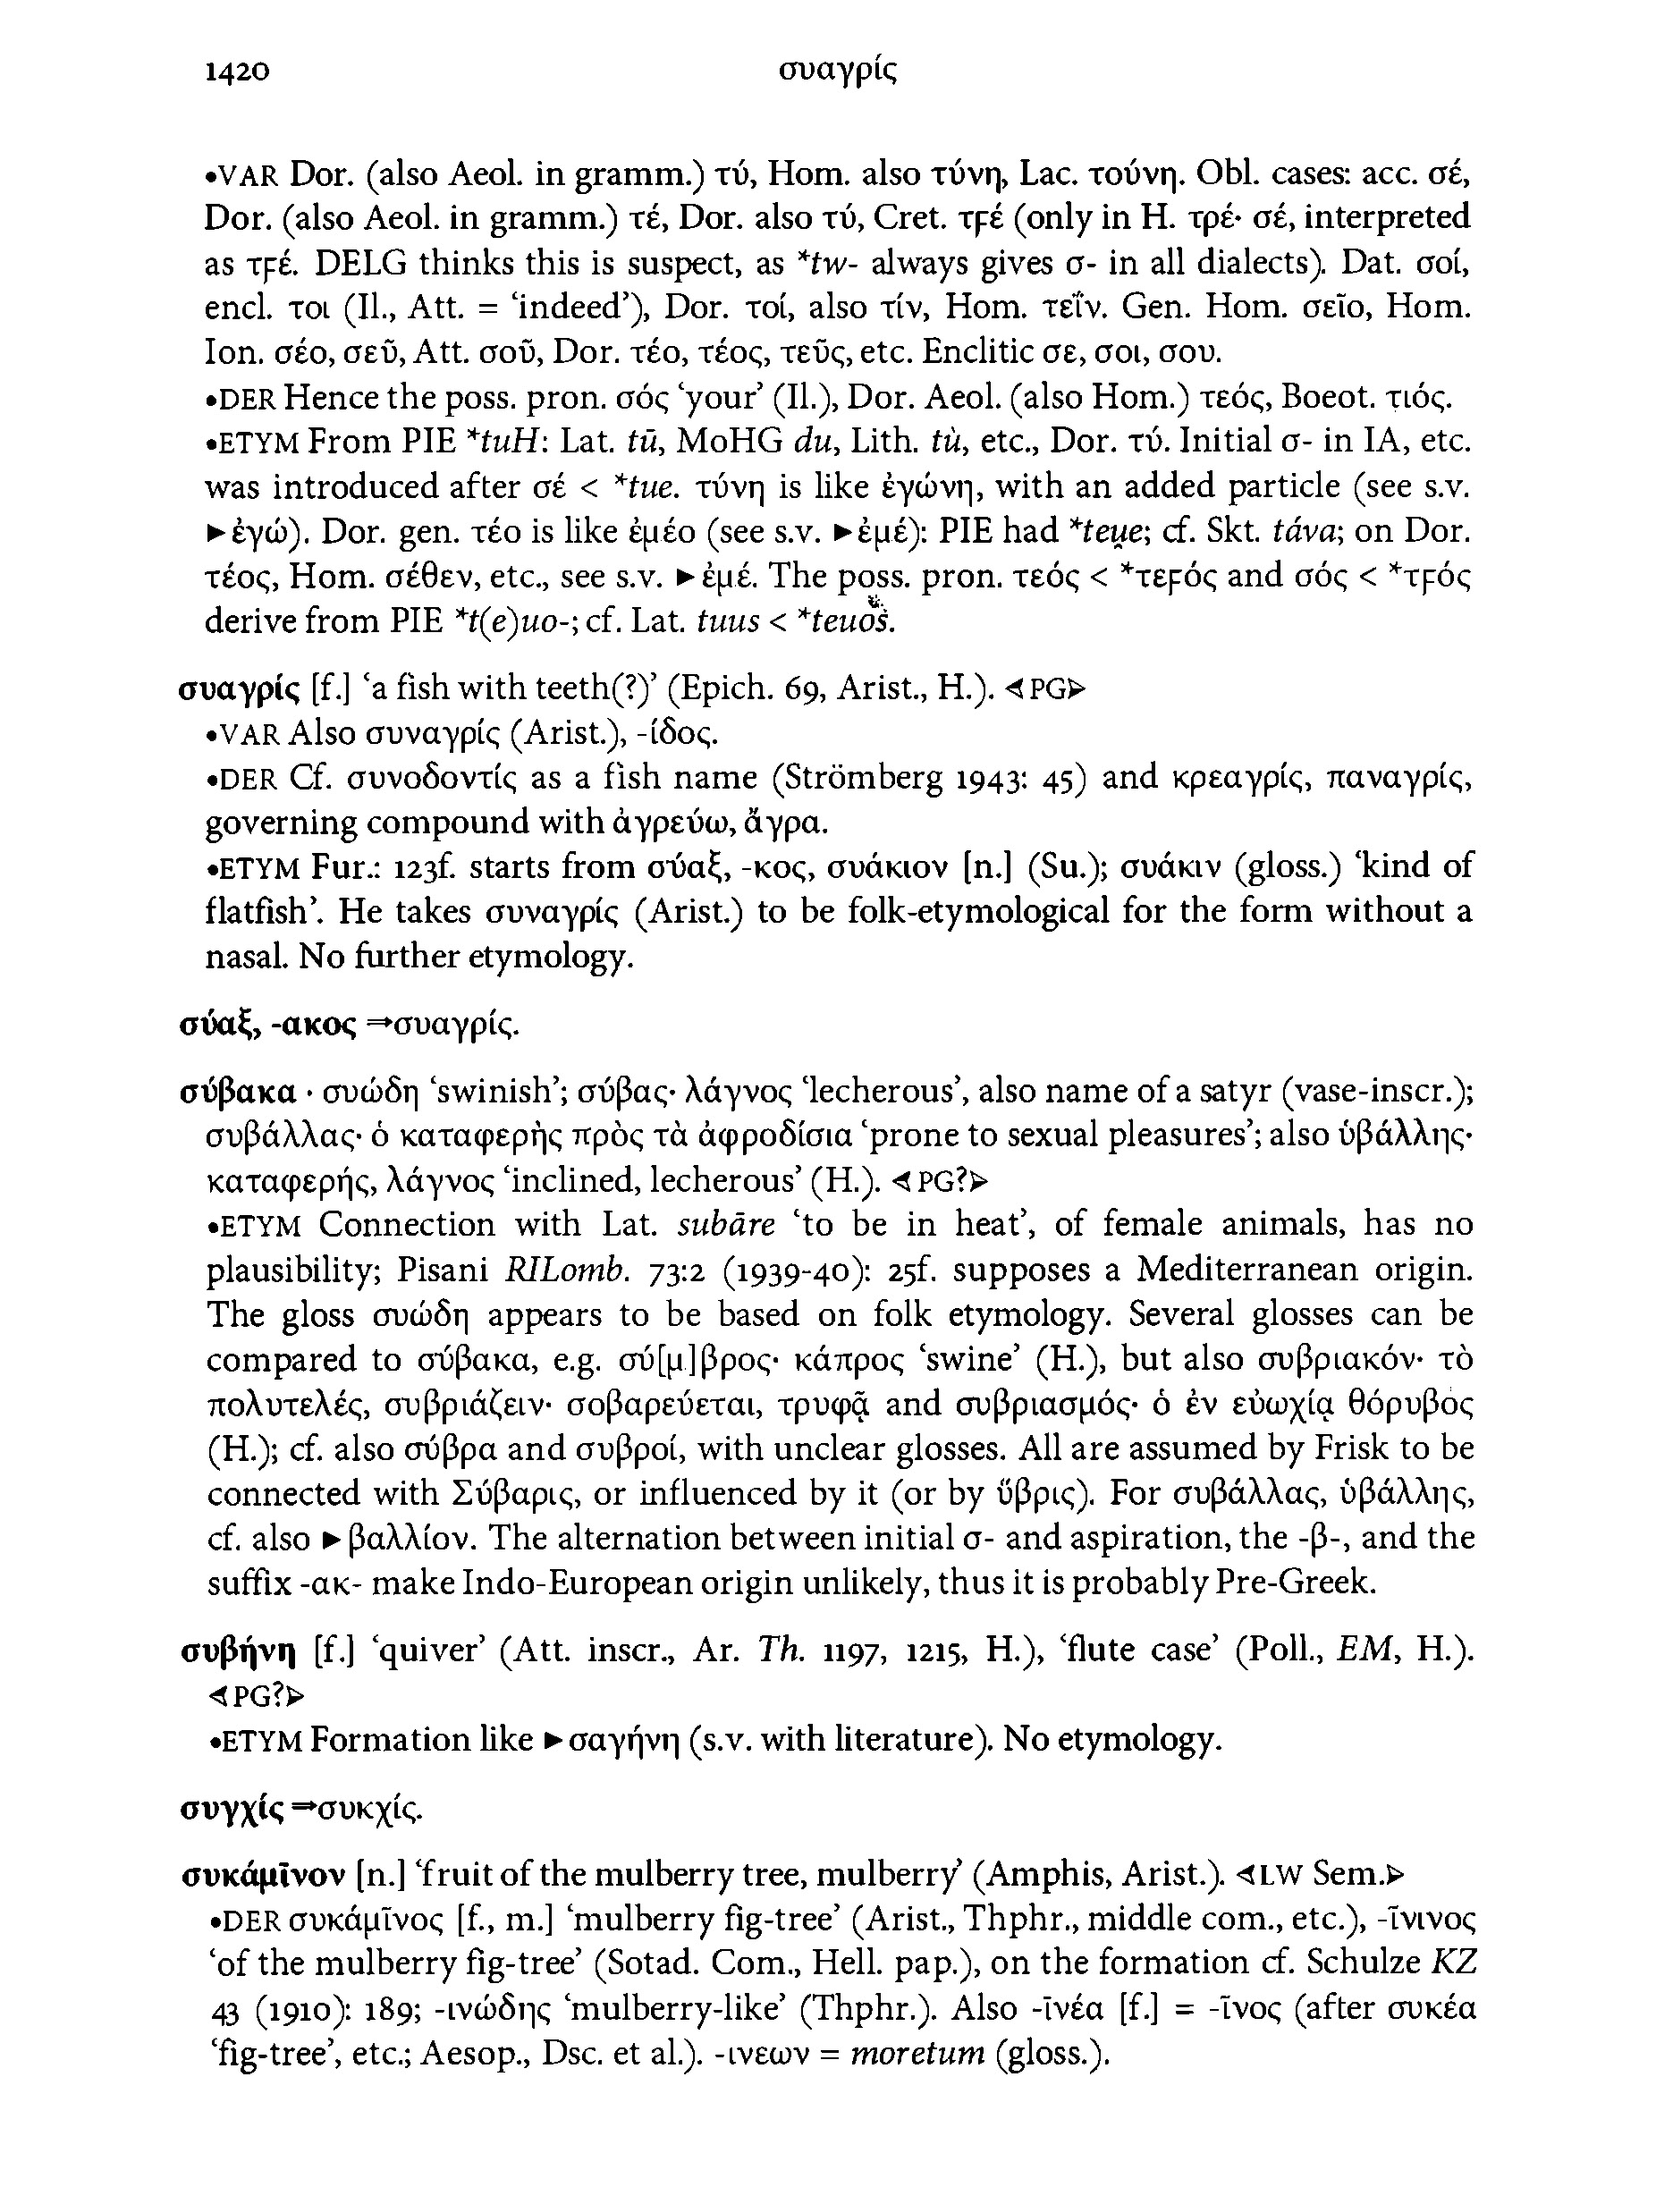 1420 συαγρίς
•VAR Dor. (also Aeol. in gramm.) τύ, Hom. also τύνη, Lac. τούνη. Obl. cases: acc. σέ,
Dor. (also Aeol. in gramm.) τέ, Dor. also τύ, Cret. τϝέ (only in H. τρέ· σέ, interpreted
as τϝέ. DELG thinks this is suspect, as *tw- always gives σ- in all dialects). Dat. σοί,
encl. τοι (Il., Att. = ‘indeed’), Dor. τοί, also τίν, Hom. τεΐν. Gen. Hom. σεῖο, Hom.
Ion. σέο, σεῦ, Att. σοῦ, Dor. τέο, τέος, τεῦς, etc. Enclitic σε, σοι, σου.
•DER Hence the poss. pron. σός ‘your’ (Il.), Dor. Aeol. (also Hom.) τεός, Boeot. τιός.
•ETYM From PIE *tuH: Lat. tū, MoHG du, Lith. tù, etc., Dor. τύ. Initial σ- in IA, etc.
was introduced after σέ < *tue. τύνη is like ἐγώνη, with an added particle (see s.v.
►ἐγώ). Dor. gen. τέο is like ἐμέο (see s.v. ►ἐμέ): PIE had *teu̯e; cf. Skt. táva; on Dor.
τέος, Hom. σέθεν, etc., see s.v. ►ἐμέ. The poss. pron. τεός < *τεϝός and σός < *τϝός
derive from PIE *t(e)uo-; cf. Lat. tuus < *teuos.
συαγρίς [f.] ‘a fish with teeth(?)’ (Epich. 69, Arist., H.). ◄PG►
•VAR Also συναγρίς (Arist.), -ίδος.
•DER Cf. συνοδοντίς as a fish name (Strömberg 1943: 45) and κρεαγρίς, παναγρίς,
governing compound with ἀγρεύω, ἄγρα.
•ETYM Fur.: 123f. starts from σύαξ, -κος, συάκιον [n.] (Su.); συάκιν (gloss.) ‘kind of
flatfish’. He takes συναγρίς (Arist.) to be folk-etymological for the form without a
nasal. No further etymology.
σύαξ, -ακος ⇒συαγρίς.
σύβακα · συώδη ‘swinish’; σύβας· λάγνος ‘lecherous’, also name of a satyr (vase-inscr.);
συβάλλας· ὁ καταφερὴς πρὸς τὰ ἀφροδίσια ‘prone to sexual pleasures’; also ὑβάλλης·
καταφερής, λάγνος ‘inclined, lecherous’ (H.). ◄PG?►
•ETYM Connection with Lat. subāre ‘to be in heat’, of female animals, has no
plausibility; Pisani RILomb. 73:2 (1939-40): 25f. supposes a Mediterranean origin.
The gloss συώδη appears to be based on folk etymology. Several glosses can be
compared to σύβακα, e.g. σύ[μ]βρος· κάπρος ‘swine’ (H.), but also συβριακόν· τὸ
πολυτελές, συβριάζειν· σοβαρεύεται, τρυφᾷ and συβριασμός· ὁ ἐν εὐωχίᾳ θόρυβος
(H.); cf. also σύβρα and συβροί, with unclear glosses. All are assumed by Frisk to be
connected with Σύβαρις, or influenced by it (or by ὕβρις). For συβάλλας, ὑβάλλης,
cf. also ►βαλλίον. The alternation between initial σ- and aspiration, the -β-, and the
suffix -ακ- make Indo-European origin unlikely, thus it is probably Pre-Greek.
συβήνη [f.] ‘quiver’ (Att. inscr., Ar. Th. 1197, 1215, H.), ‘flute case’ (Poll., EM, H.).
◄PG?►
•ETYM Formation like ►σαγήνη (s.v. with literature). No etymology.
συγχίς ⇒συκχίς.
συκάμῑνον [n.] ‘fruit of the mulberry tree, mulberry’ (Amphis, Arist.). ◄LW Sem.►
•DER συκάμῑνος [f., m.] ‘mulberry fig-tree’ (Arist., Thphr., middle com., etc.), -ῑνινος
‘of the mulberry fig-tree’ (Sotad. Com., Hell. pap.), on the formation cf. Schulze KZ
43 (1910): 189; -ινώδης ‘mulberry-like’ (Thphr.). Also -ῑνέα [f.] = -ῑνος (after συκέα
‘fig-tree’, etc.; Aesop., Dsc. et al.). -ινεων = moretum (gloss.).